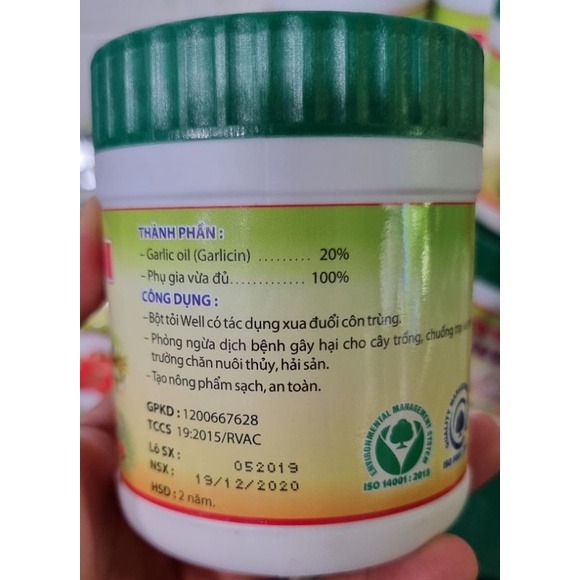 THÀNH PHẦN :
- Garlic oil (Garlicin) ............ 20%
- Phụ gia vừa đủ.............. 100%
CÔNG DỤNG :
- Bột tỏi Well có tác dụng xua đuổi côn trùng.
- Phòng ngừa dịch bệnh gây hại cho cây trồng, chuồng trại
trường chăn nuôi thủy, hải sản.
- Tạo nông phẩm sạch, an toàn.
GPKD : 1200667628
TCCS 19:2015/RVAC
Lô SX : 052019
NSX : 19/12/2020
HSD : 2 năm.
ENVIRONMENTAL MANAGEMENT SYSTEM
ISO 14001 : 2015
QUALITY
ISO